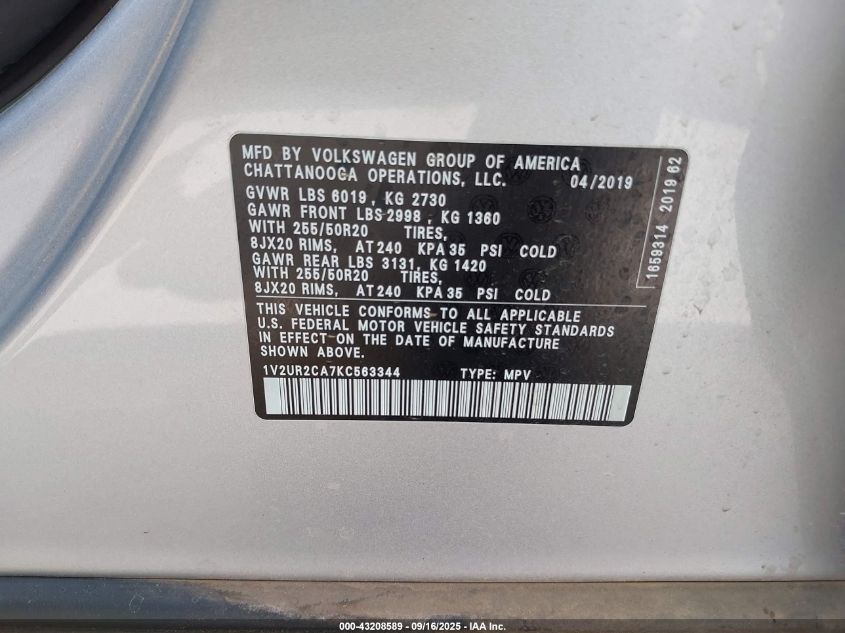 MFD BY VOLKSWAGEN GROUP OF AMERICA
CHATTANOOGA OPERATIONS, LLC. 04/2019
GVWR LBS 6019, KG 2730
GAWR FRONT LBS 2998, KG 1360
WITH 255/50R20 TIRES,
8JX20 RIMS, AT 240 KPA 35 PSI COLD
GAWR REAR LBS 3131, KG 1420
WITH 255/50R20 TIRES,
8JX20 RIMS, AT 240 KPA 35 PSI COLD
THIS VEHICLE CONFORMS TO ALL APPLICABLE
U.S. FEDERAL MOTOR VEHICLE SAFETY STANDARDS
IN EFFECT ON THE DATE OF MANUFACTURE
SHOWN ABOVE.
1V2UR2CA7KC563344 TYPE: MPV
1659314 2019 62
000-43208589 - 09/16/2025 - IAA Inc.